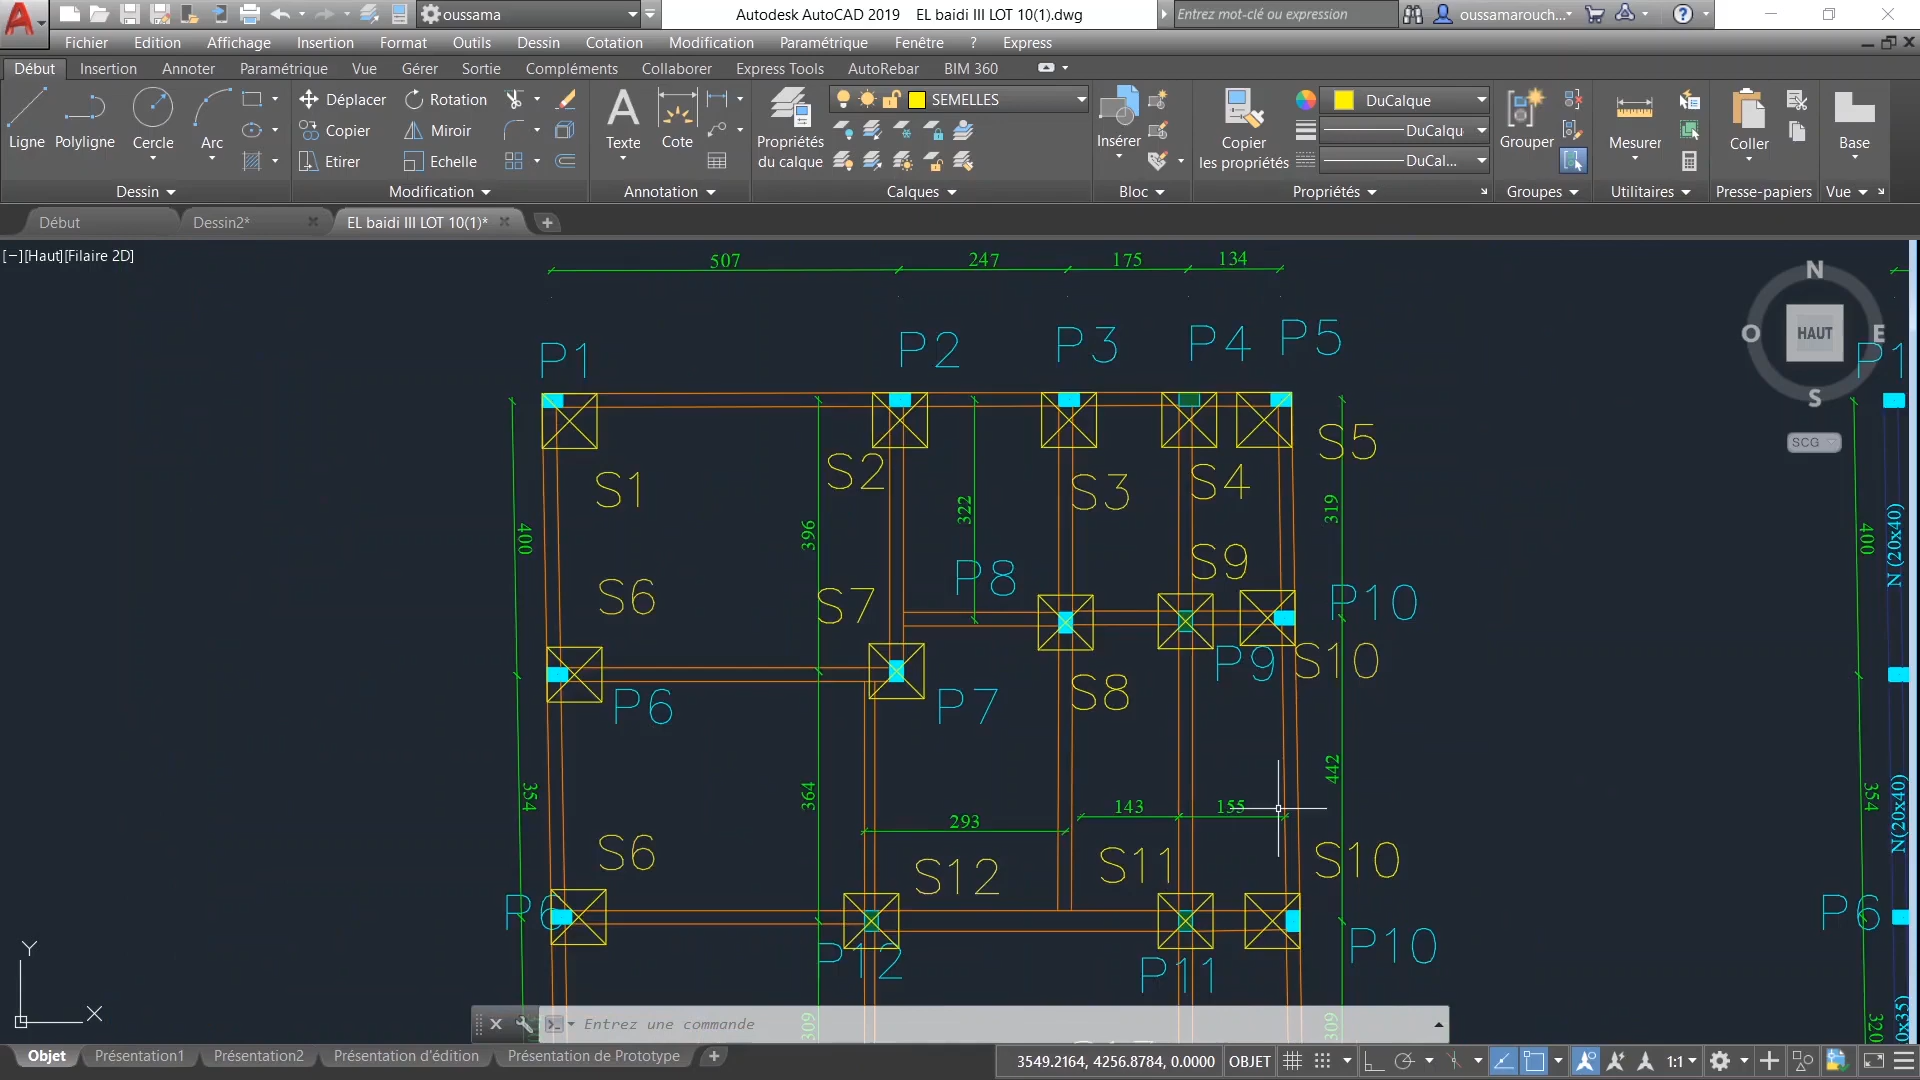 oussama
Autodesk AutoCAD 2019 EL baidi III LOT 10(1).dwg
Entrez mot-clé ou expression
oussamarouch...
Fichier Edition Affichage Insertion Format Outils Dessin Cotation Modification Paramétrique Fenêtre ? Express
Début Insertion Annoter Paramétrique Vue Gérer Sortie Compléments Collaborer Express Tools AutoRebar BIM 360
Déplacer Rotation
SEMELLES
DuCalque
Copier Miroir
DuCalqu
Ligne Polyligne Cercle Arc
Texte Cote
Propriétés du calque
Insérer
Copier les propriétés
Grouper
Mesurer
Coller
Base
Etirer Echelle
DuCal...
Dessin Modification Annotation Calques Bloc Propriétés Groupes Utilitaires Presse-papiers Vue
Début Dessin2* EL baidi III LOT 10(1)*
[−][Haut][Filaire 2D]
507 247 175 134
N
O HAUT E
S
SCG
P1 P2 P3 P4 P5
P1
S1 S2 S3 S4 S5
400 396 322 319
400 N (20x40)
S6 S7 P8 S9 P10
P6 P7 S8 P9 S10
354 364 442
354 N(20x40)
293 143 155
S6 S12 S11 S10
P6 P12 P11 P10
P6
309 309
320
Entrez une commande
Y
X
Objet Présentation1 Présentation2 Présentation d'édition Présentation de Prototype
3549.2164, 4256.8784, 0.0000 OBJET 1:1